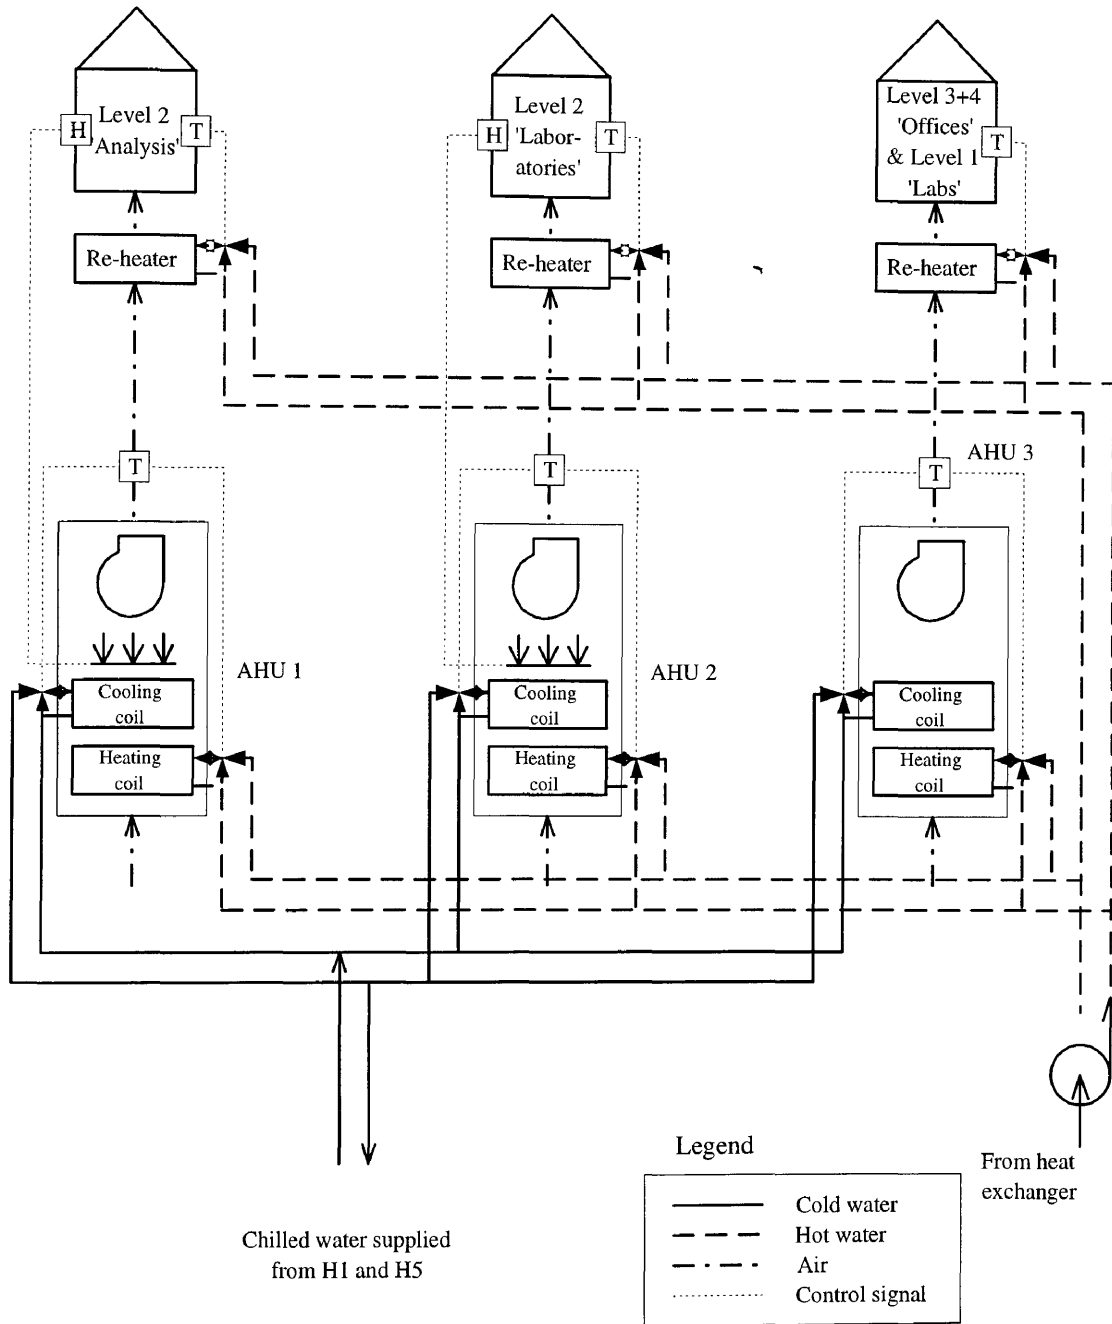 Level 2
'Analysis'
H
T
Level 2
'Labor-
atories'
H
T
Level 3+4
'Offices'
& Level 1
'Labs'
T
Re-heater
Re-heater
Re-heater
T
T
T
AHU 3
AHU 1
AHU 2
Cooling
coil
Heating
coil
Cooling
coil
Heating
coil
Cooling
coil
Heating
coil
Chilled water supplied
from H1 and H5
From heat
exchanger
Legend
Cold water
Hot water
Air
Control signal